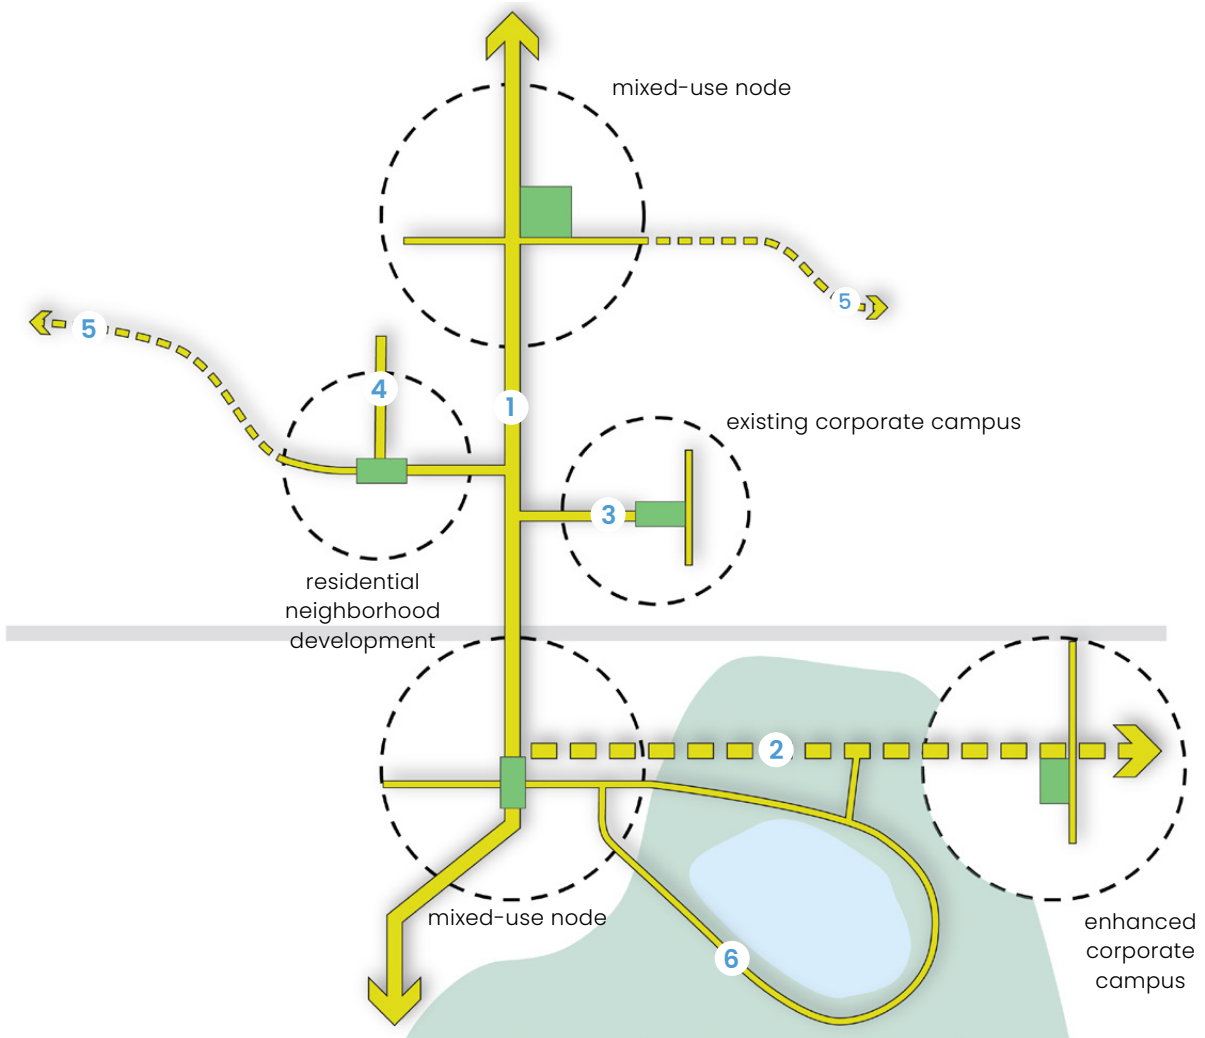 mixed-use node
5
5
4
1
existing corporate campus
3
residential
neighborhood
development
2
mixed-use node
6
enhanced
corporate
campus